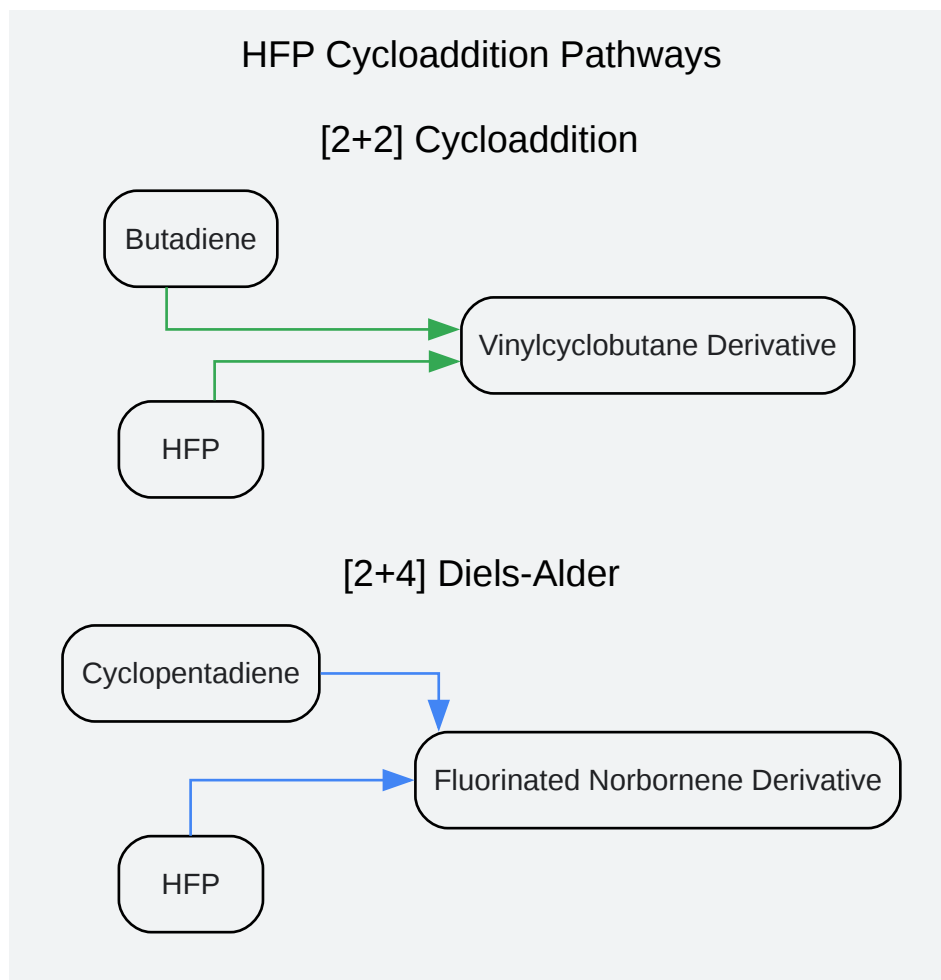 HFP Cycloaddition Pathways
[2+2] Cycloaddition
Butadiene
Vinylcyclobutane Derivative
HFP
[2+4] Diels-Alder
Cyclopentadiene
Fluorinated Norbornene Derivative
HFP